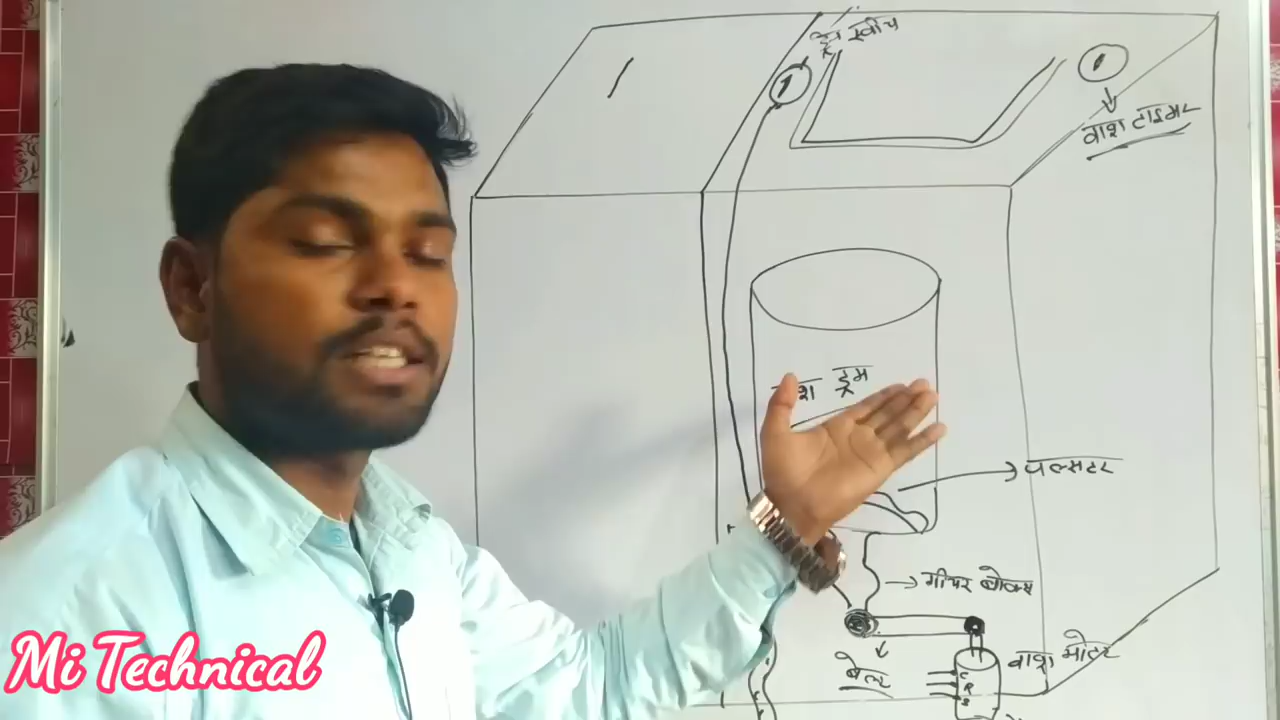 ड्रेन स्वीच
वाश टाइमर
ड्रम
पल्सटर
गीयर बोक्स
वाश मोटर
बेल्ट
C
R
S
Mi Technical